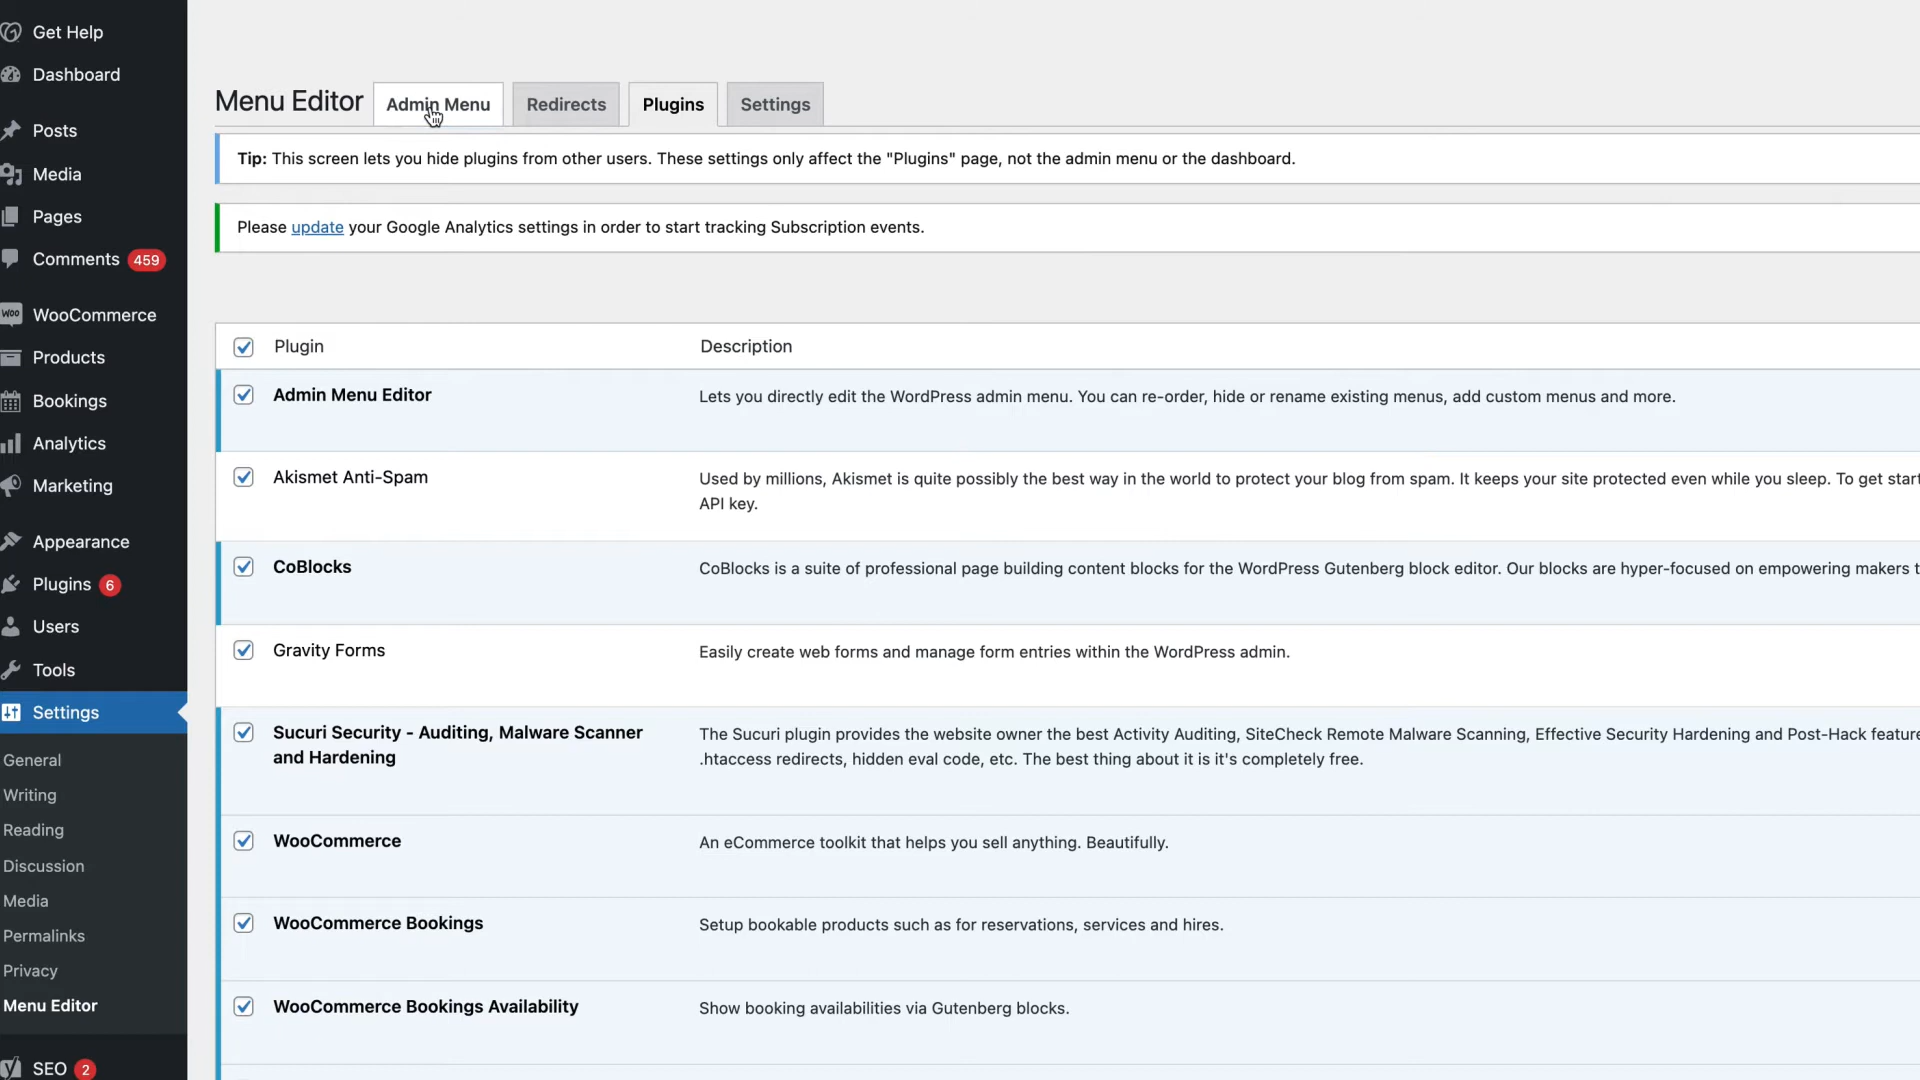 Get Help
Dashboard
Posts
Media
Pages
Comments 459
WooCommerce
Products
Bookings
Analytics
Marketing
Appearance
Plugins 6
Users
Tools
Settings
General
Writing
Reading
Discussion
Media
Permalinks
Privacy
Menu Editor
SEO 2
Menu Editor Admin Menu Redirects Plugins Settings
Tip: This screen lets you hide plugins from other users. These settings only affect the "Plugins" page, not the admin menu or the dashboard.
Please update your Google Analytics settings in order to start tracking Subscription events.
Plugin Description
Admin Menu Editor Lets you directly edit the WordPress admin menu. You can re-order, hide or rename existing menus, add custom menus and more.
Akismet Anti-Spam Used by millions, Akismet is quite possibly the best way in the world to protect your blog from spam. It keeps your site protected even while you sleep. To get start
API key.
CoBlocks CoBlocks is a suite of professional page building content blocks for the WordPress Gutenberg block editor. Our blocks are hyper-focused on empowering makers t
Gravity Forms Easily create web forms and manage form entries within the WordPress admin.
Sucuri Security - Auditing, Malware Scanner The Sucuri plugin provides the website owner the best Activity Auditing, SiteCheck Remote Malware Scanning, Effective Security Hardening and Post-Hack feature
and Hardening .htaccess redirects, hidden eval code, etc. The best thing about it is it's completely free.
WooCommerce An eCommerce toolkit that helps you sell anything. Beautifully.
WooCommerce Bookings Setup bookable products such as for reservations, services and hires.
WooCommerce Bookings Availability Show booking availabilities via Gutenberg blocks.